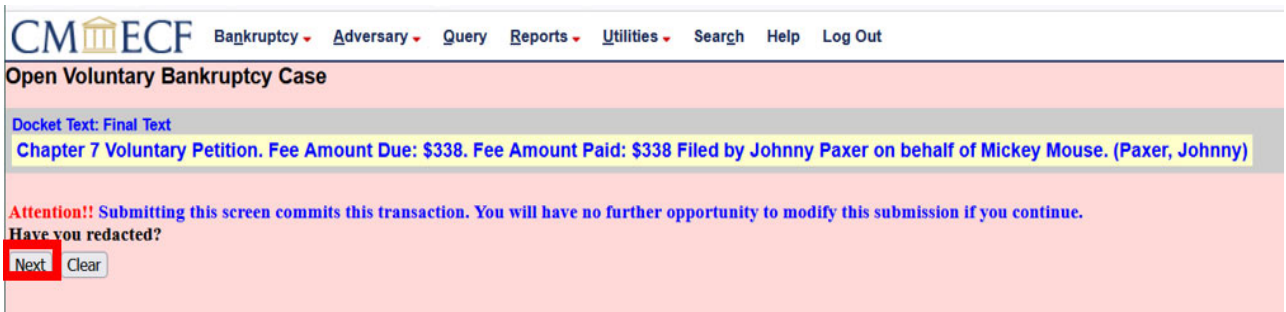 CM ECF Bankruptcy Adversary Query Reports Utilities Search Help Log Out
Open Voluntary Bankruptcy Case
Docket Text: Final Text
Chapter 7 Voluntary Petition. Fee Amount Due: $338. Fee Amount Paid: $338 Filed by Johnny Paxer on behalf of Mickey Mouse. (Paxer, Johnny)
Attention!! Submitting this screen commits this transaction. You will have no further opportunity to modify this submission if you continue.
Have you redacted?
Next Clear